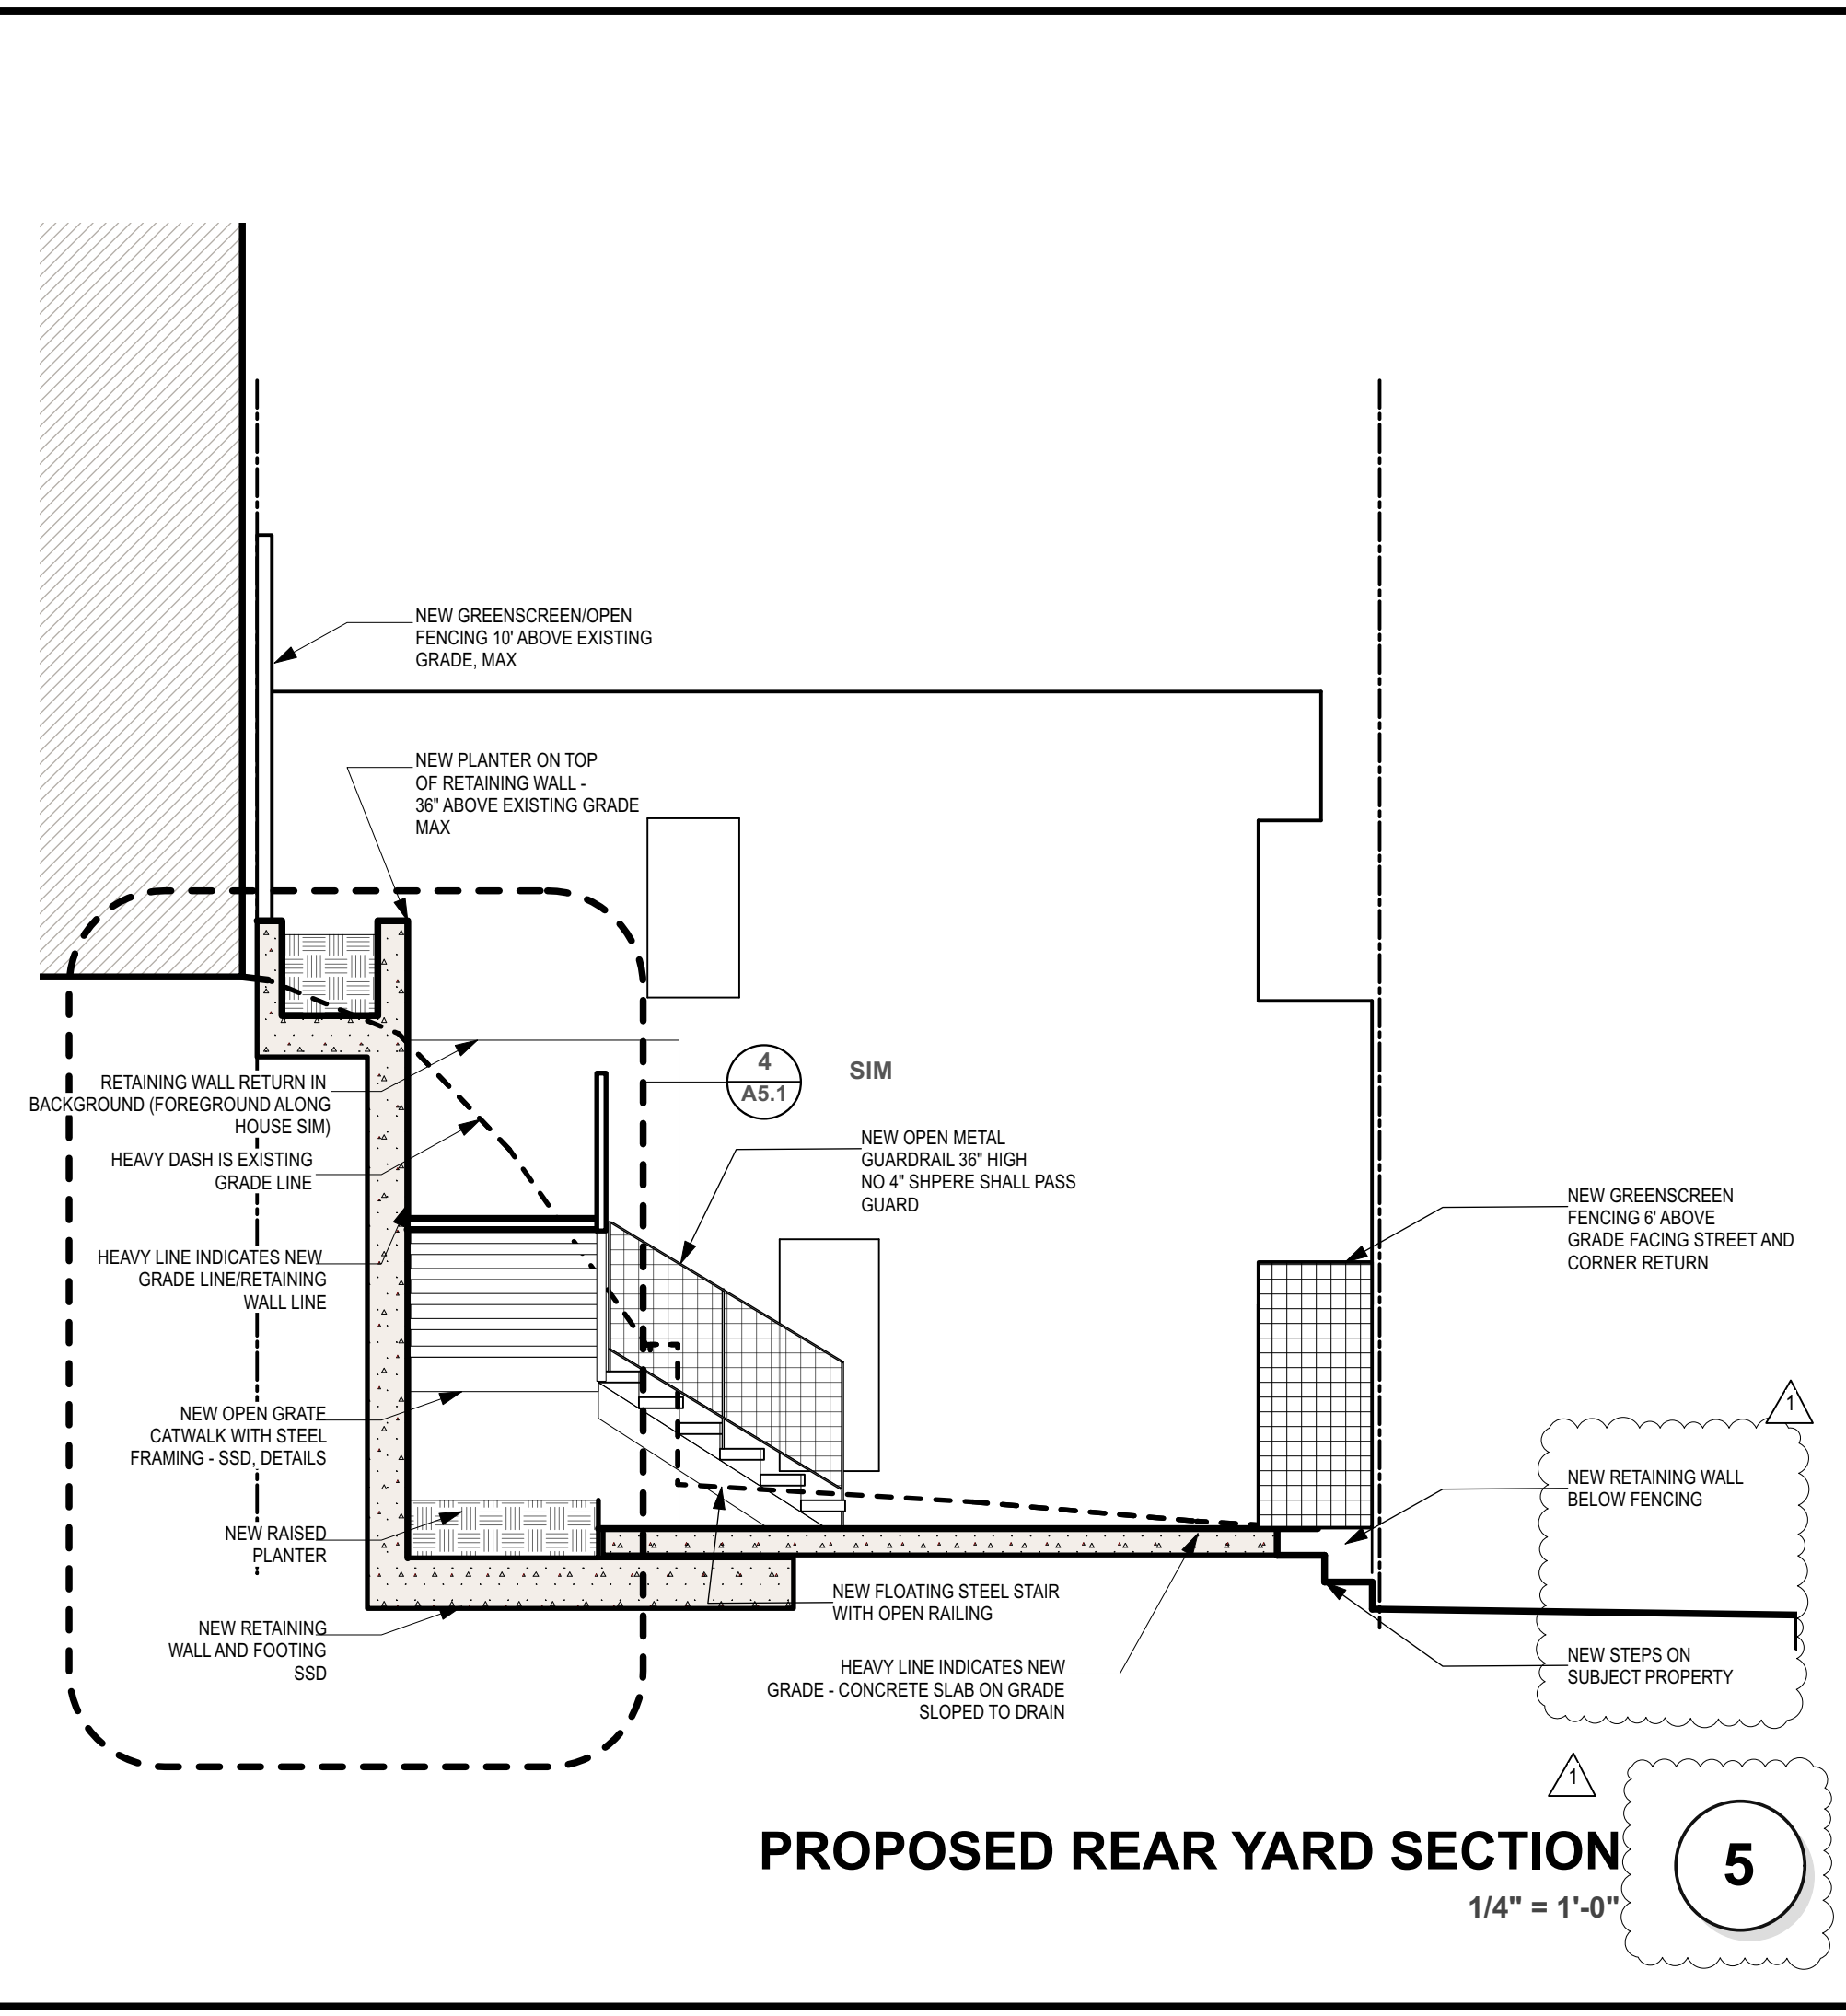 NEW GREENSCREEN/OPEN
FENCING 10' ABOVE EXISTING
GRADE, MAX
NEW PLANTER ON TOP
OF RETAINING WALL -
36" ABOVE EXISTING GRADE
MAX
RETAINING WALL RETURN IN
BACKGROUND (FOREGROUND ALONG
HOUSE SIM)
HEAVY DASH IS EXISTING
GRADE LINE
HEAVY LINE INDICATES NEW
GRADE LINE/RETAINING
WALL LINE
NEW OPEN GRATE
CATWALK WITH STEEL
FRAMING - SSD, DETAILS
NEW RAISED
PLANTER
NEW RETAINING
WALL AND FOOTING
SSD
4
A5.1
SIM
NEW OPEN METAL
GUARDRAIL 36" HIGH
NO 4" SHPERE SHALL PASS
GUARD
NEW FLOATING STEEL STAIR
WITH OPEN RAILING
HEAVY LINE INDICATES NEW
GRADE - CONCRETE SLAB ON GRADE
SLOPED TO DRAIN
NEW GREENSCREEN
FENCING 6' ABOVE
GRADE FACING STREET AND
CORNER RETURN
1
NEW RETAINING WALL
BELOW FENCING
NEW STEPS ON
SUBJECT PROPERTY
1
PROPOSED REAR YARD SECTION
1/4" = 1'-0"
5